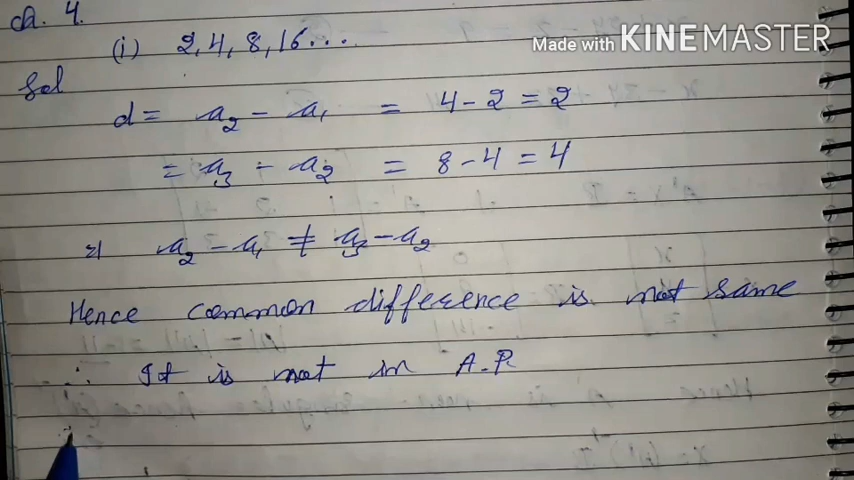 Q. 4.
(i) 2, 4, 8, 16 ...
Made with KINEMASTER
Sol
d = a₂ - a₁ = 4 - 2 = 2
= a₃ - a₂ = 8 - 4 = 4
⇒ a₂ - a₁ ≠ a₃ - a₂
Hence common difference is not same
∴ It is not in A.P.